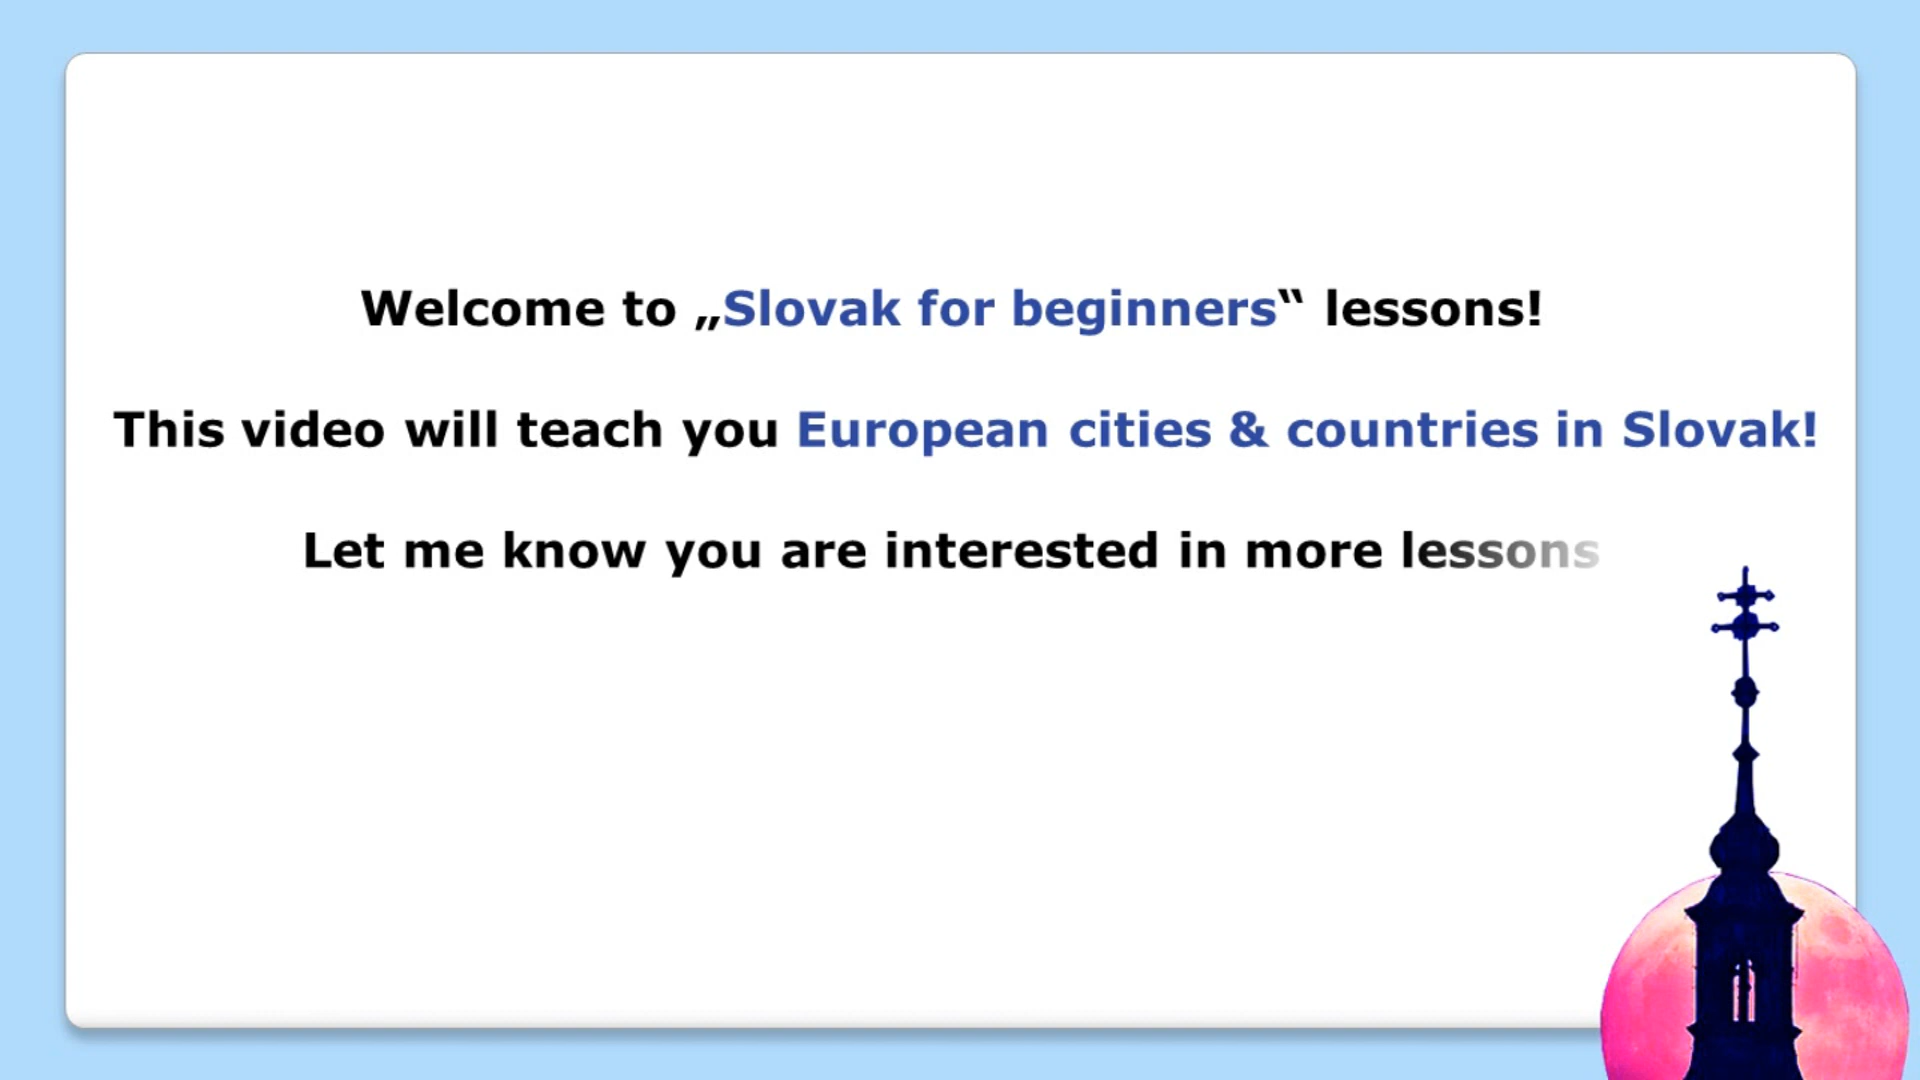 Welcome to „Slovak for beginners‟ lessons!
This video will teach you European cities & countries in Slovak!
Let me know you are interested in more lessons